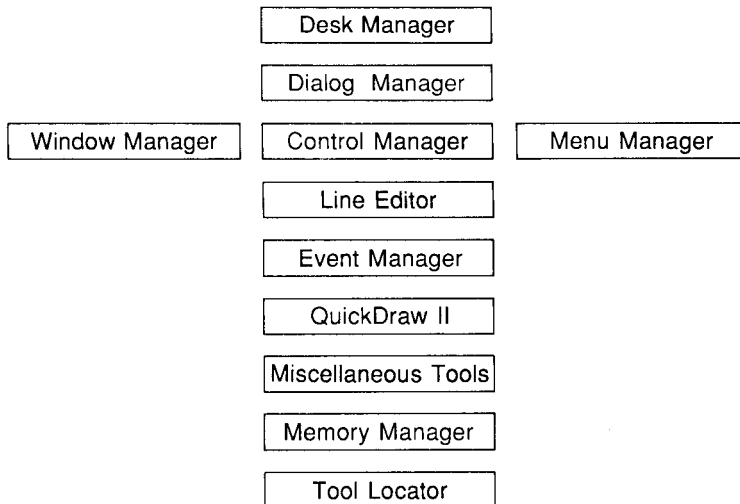 Desk Manager
Dialog Manager
Window Manager
Control Manager
Menu Manager
Line Editor
Event Manager
QuickDraw II
Miscellaneous Tools
Memory Manager
Tool Locator